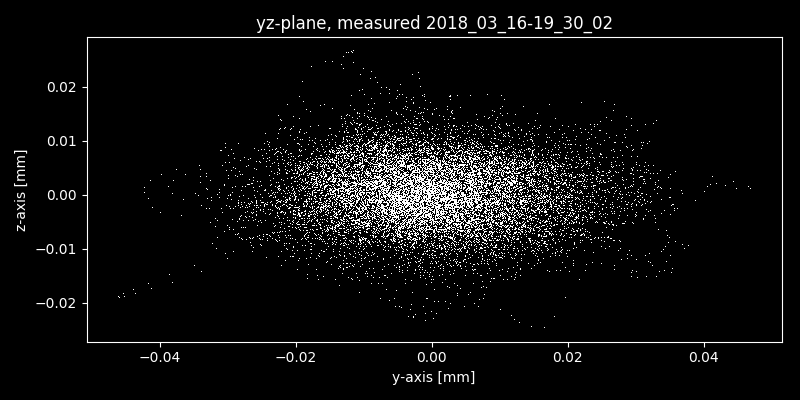 yz-plane, measured 2018_03_16-19_30_02
0.02
0.01
0.00
−0.01
−0.02
z-axis [mm]
−0.04 −0.02 0.00 0.02 0.04
y-axis [mm]